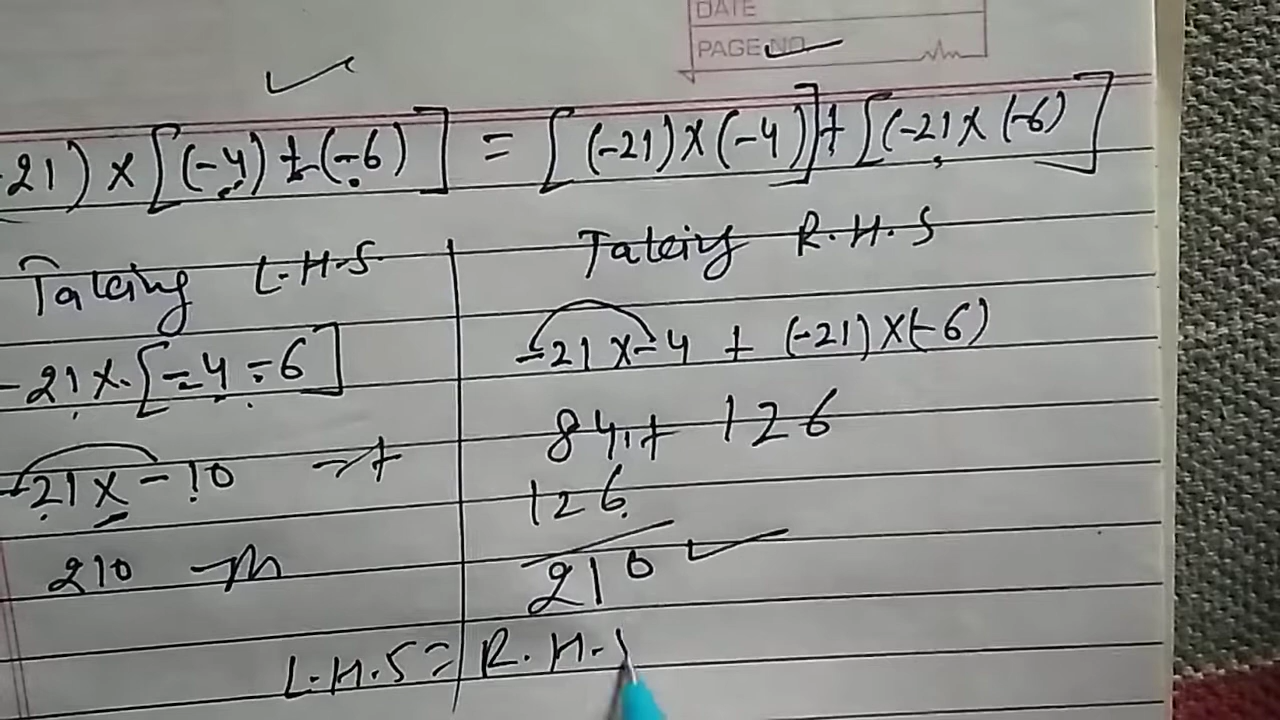 DATE
PAGE NO
21) × [(-4) + (-6)] = [(-21) × (-4)] + [(-21 × (-6)]
Taking L.H.S.
-21 × [-4-6]
-21 × -10
210
Taking R.H.S
-21 × -4 + (-21) × (-6)
84 + 126
126
210
L.H.S = R.H.S